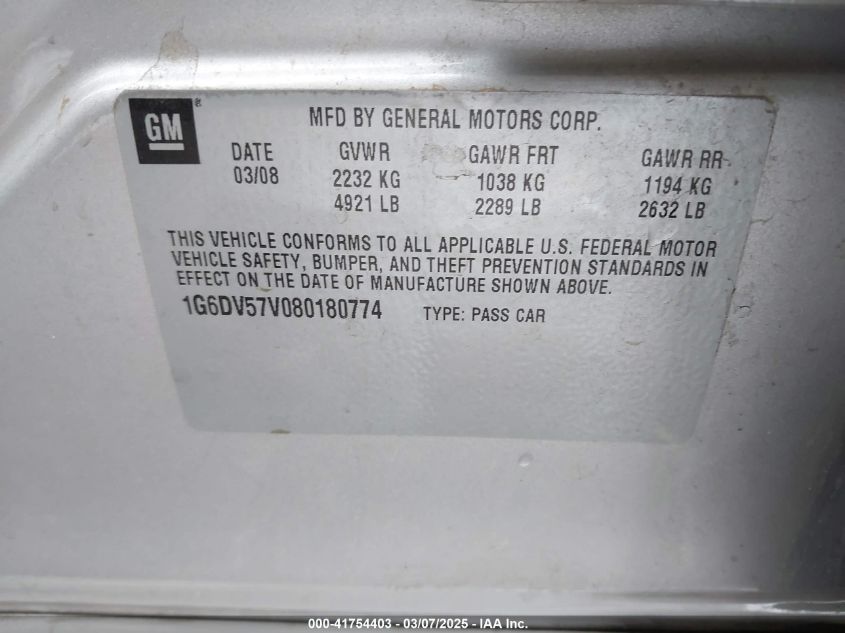 GM®
MFD BY GENERAL MOTORS CORP.
DATE GVWR GAWR FRT GAWR RR
03/08 2232 KG 1038 KG 1194 KG
4921 LB 2289 LB 2632 LB
THIS VEHICLE CONFORMS TO ALL APPLICABLE U.S. FEDERAL MOTOR
VEHICLE SAFETY, BUMPER, AND THEFT PREVENTION STANDARDS IN
EFFECT ON THE DATE OF MANUFACTURE SHOWN ABOVE.
1G6DV57V080180774 TYPE: PASS CAR
000-41754403 - 03/07/2025 - IAA Inc.